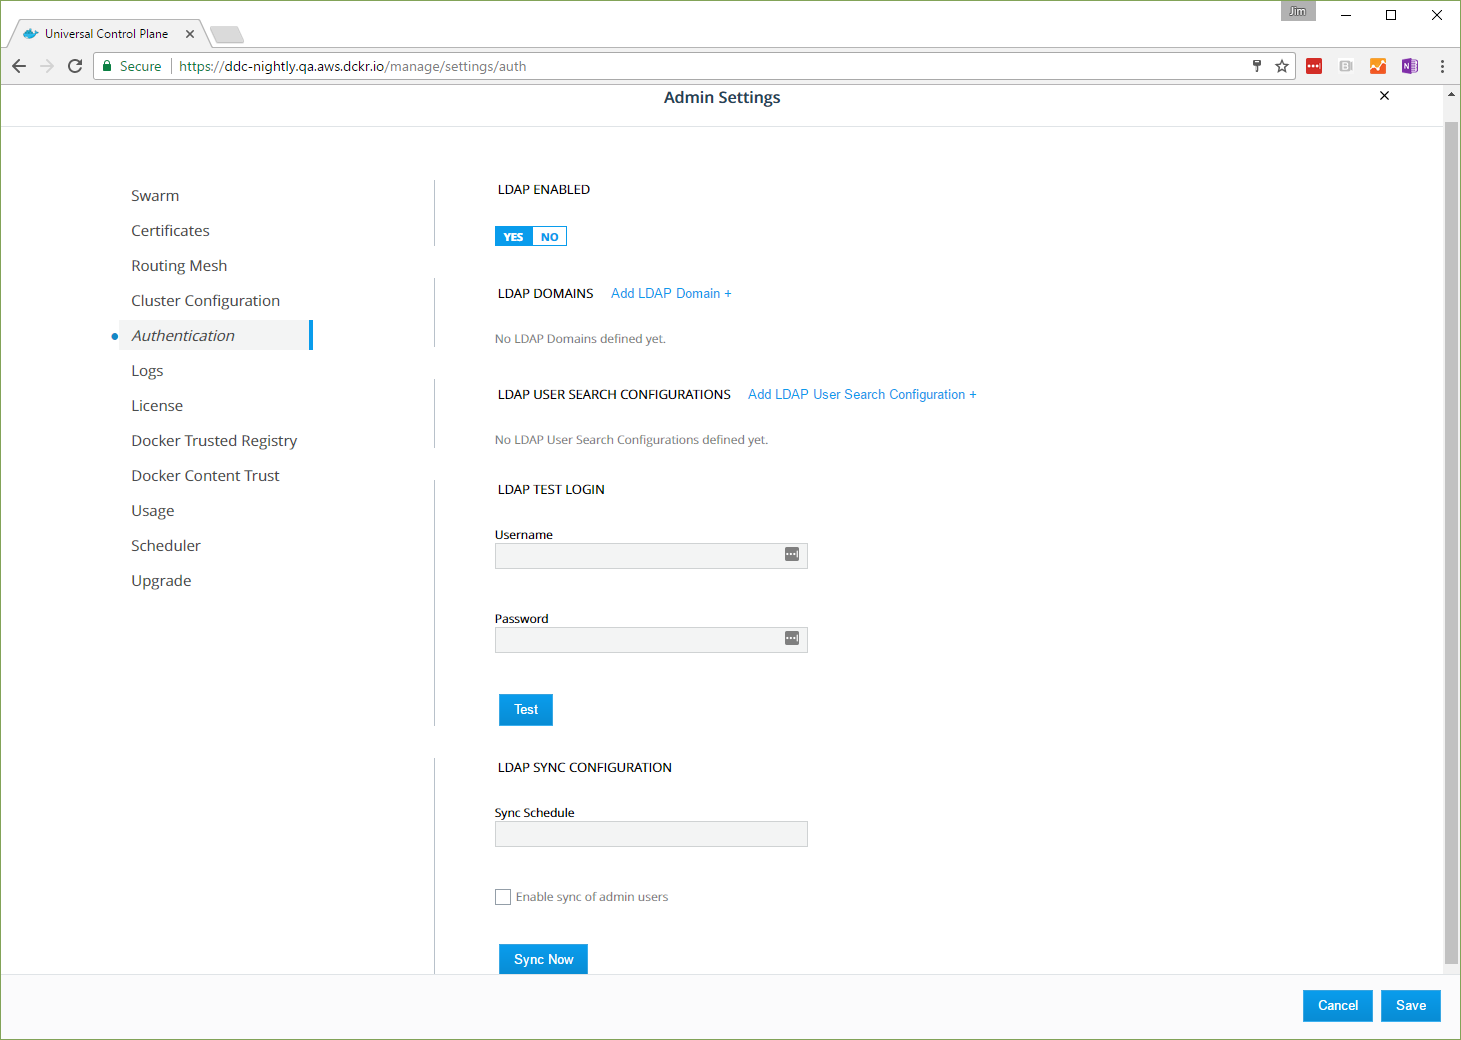 Jim
Universal Control Plane
Secure https://ddc-nightly.qa.aws.dckr.io/manage/settings/auth
Admin Settings
Swarm
Certificates
Routing Mesh
Cluster Configuration
Authentication
Logs
License
Docker Trusted Registry
Docker Content Trust
Usage
Scheduler
Upgrade
LDAP ENABLED
YES NO
LDAP DOMAINS Add LDAP Domain +
No LDAP Domains defined yet.
LDAP USER SEARCH CONFIGURATIONS Add LDAP User Search Configuration +
No LDAP User Search Configurations defined yet.
LDAP TEST LOGIN
Username
Password
Test
LDAP SYNC CONFIGURATION
Sync Schedule
Enable sync of admin users
Sync Now
Cancel Save